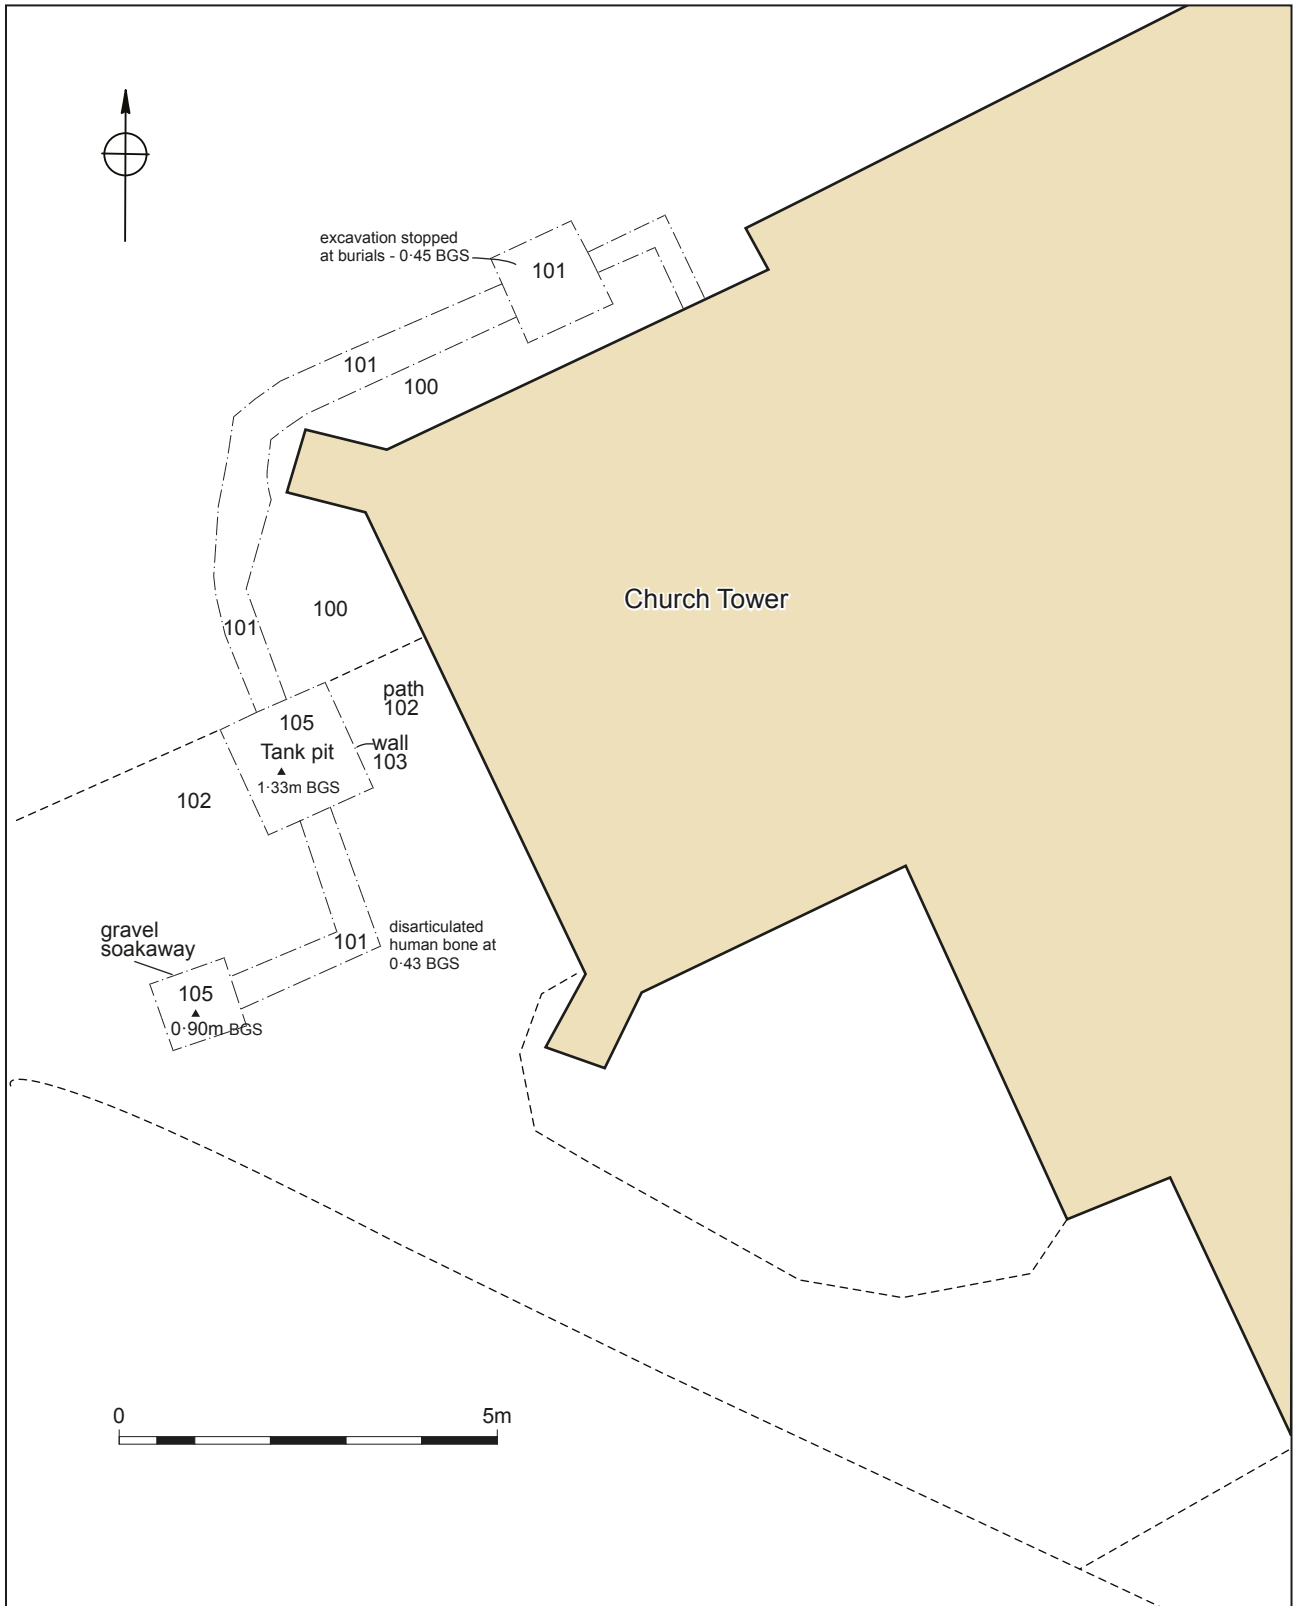 excavation stopped
at burials - 0·45 BGS
101
101
100
Church Tower
100
101
path
102
105
Tank pit
1·33m BGS
wall
103
102
disarticulated
human bone at
0·43 BGS
101
gravel
soakaway
105
0·90m BGS
0 5m